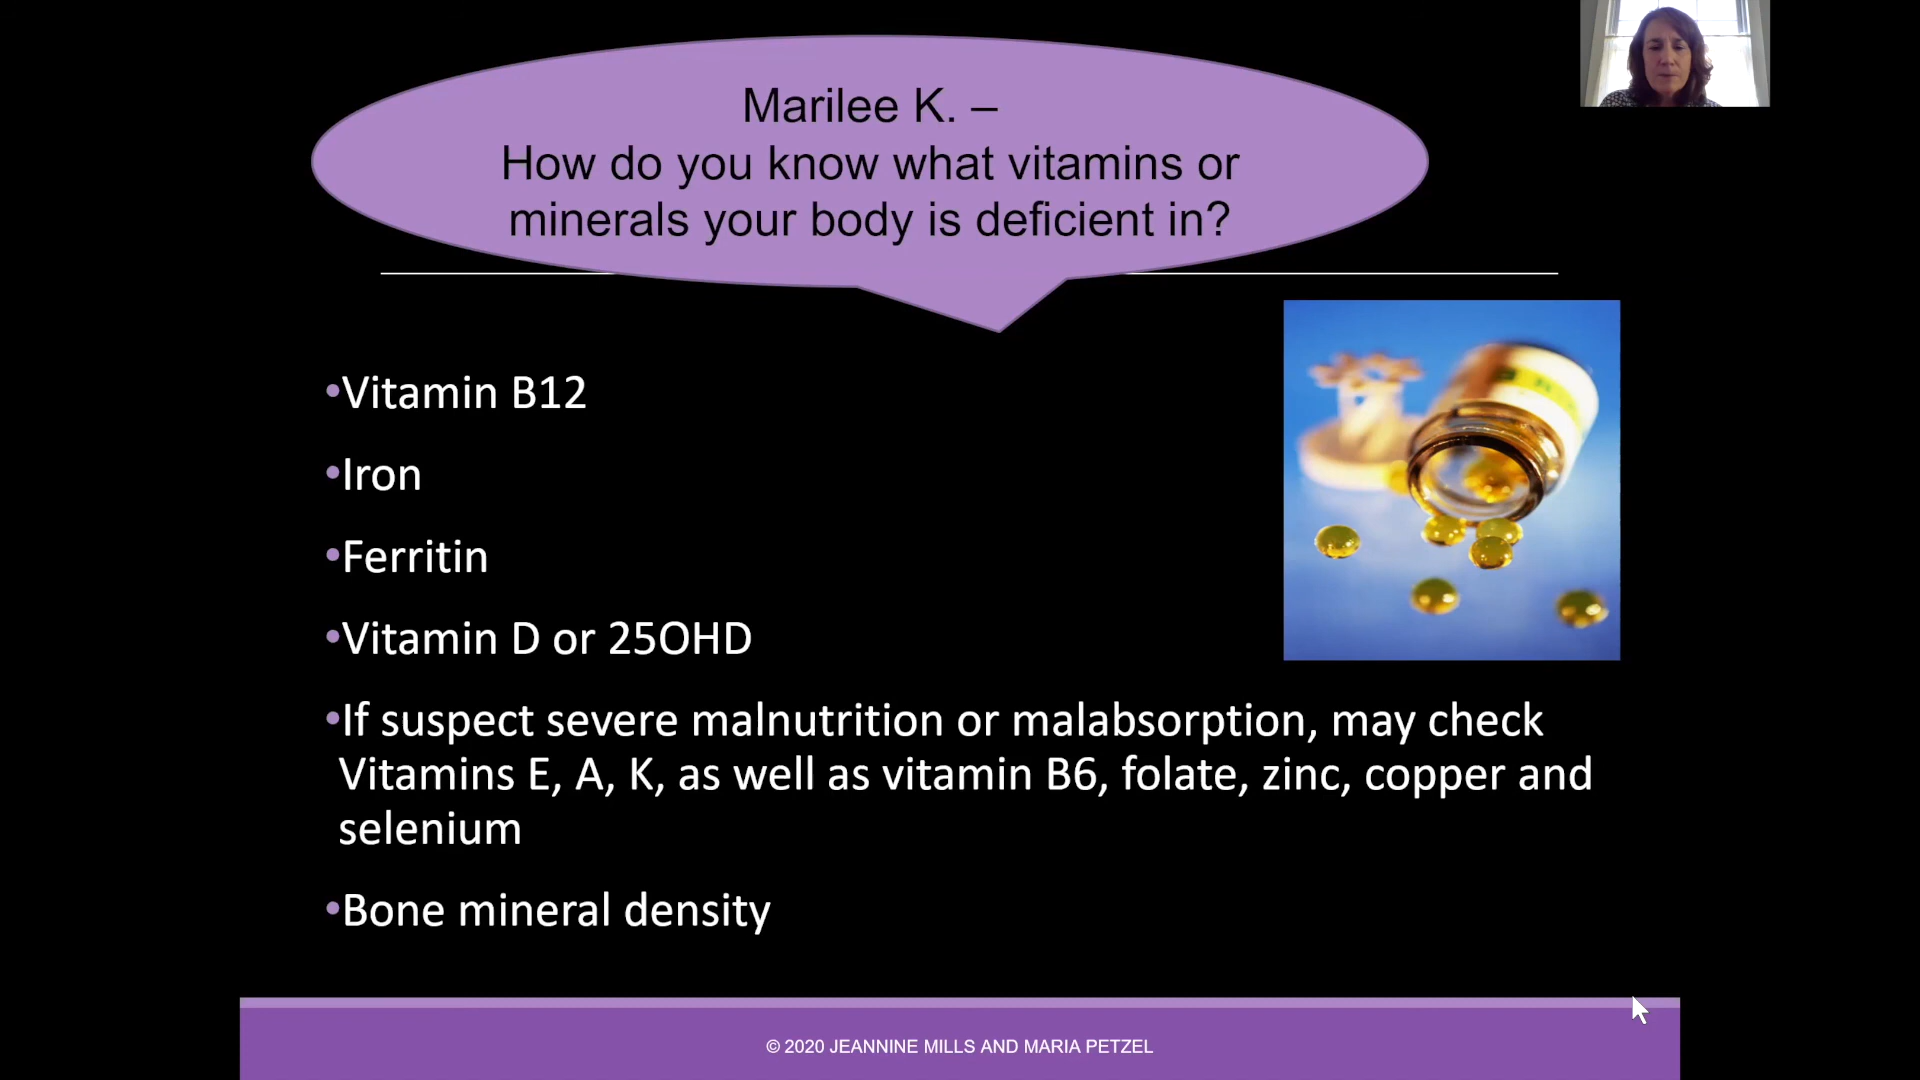 Marilee K. –
How do you know what vitamins or
minerals your body is deficient in?
•Vitamin B12
•Iron
•Ferritin
•Vitamin D or 25OHD
•If suspect severe malnutrition or malabsorption, may check
Vitamins E, A, K, as well as vitamin B6, folate, zinc, copper and
selenium
•Bone mineral density
© 2020 JEANNINE MILLS AND MARIA PETZEL